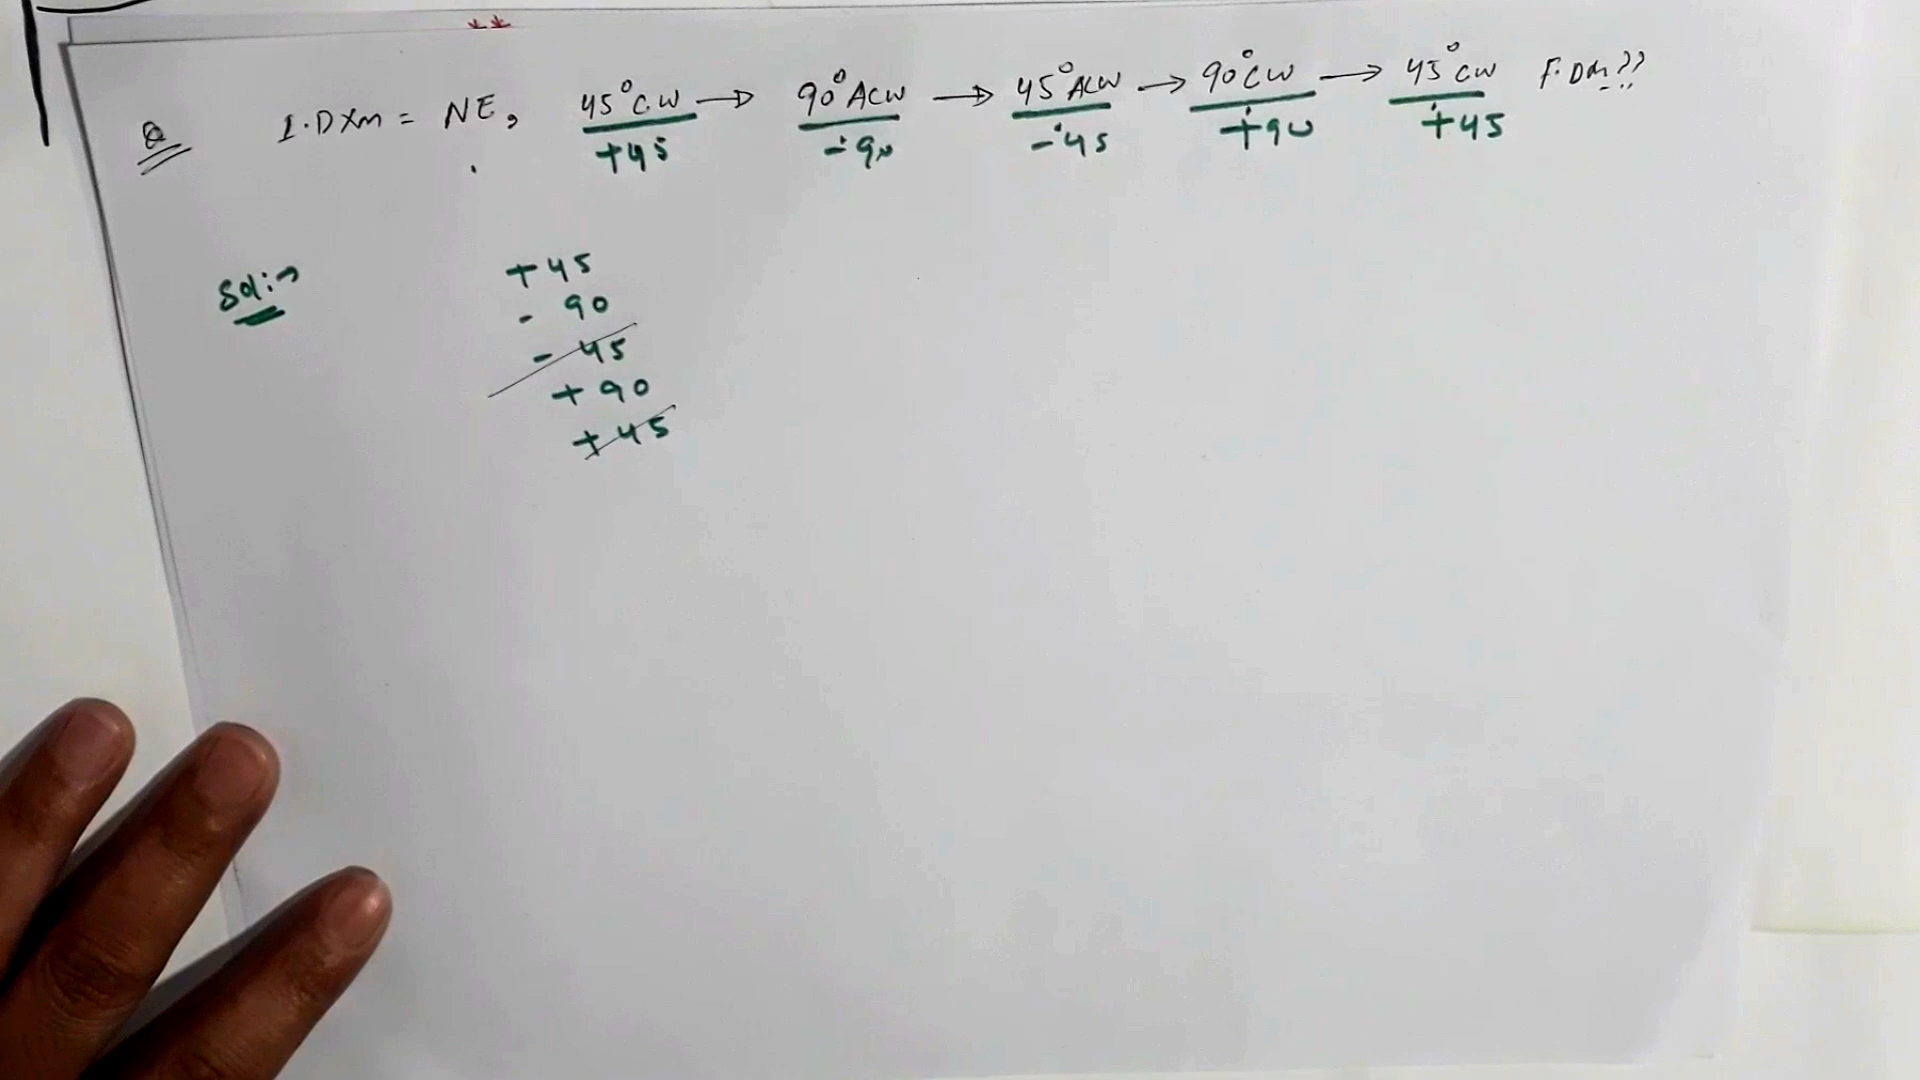 Q I.DXn = NE, 45°C.W → 90°ACW → 45°ACW → 90°CW → 45°CW F.Dn??
+45 -90 -45 +90 +45
Sol:→
+45
- 90
- 45
+ 90
+ 45